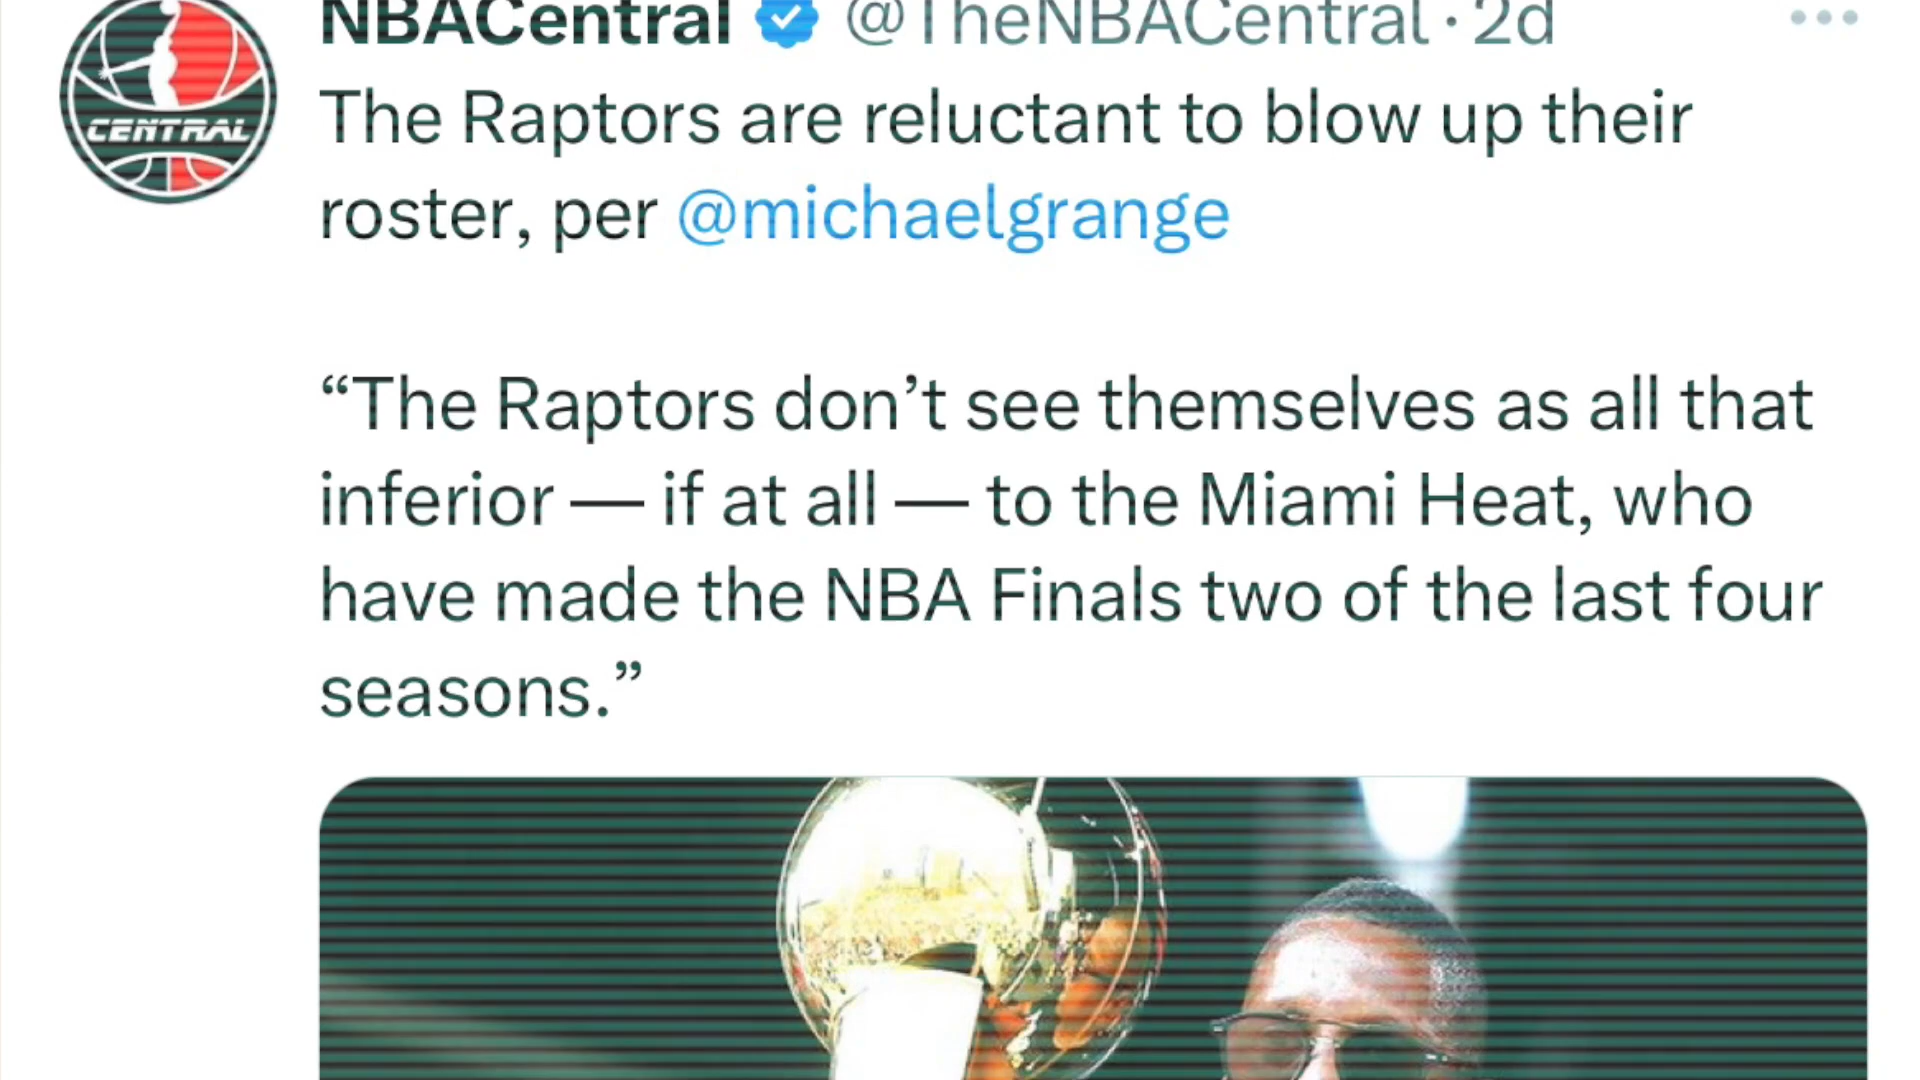 NBACentral @TheNBACentral · 2d
CENTRAL
The Raptors are reluctant to blow up their
roster, per @michaelgrange
“The Raptors don’t see themselves as all that
inferior — if at all — to the Miami Heat, who
have made the NBA Finals two of the last four
seasons.”